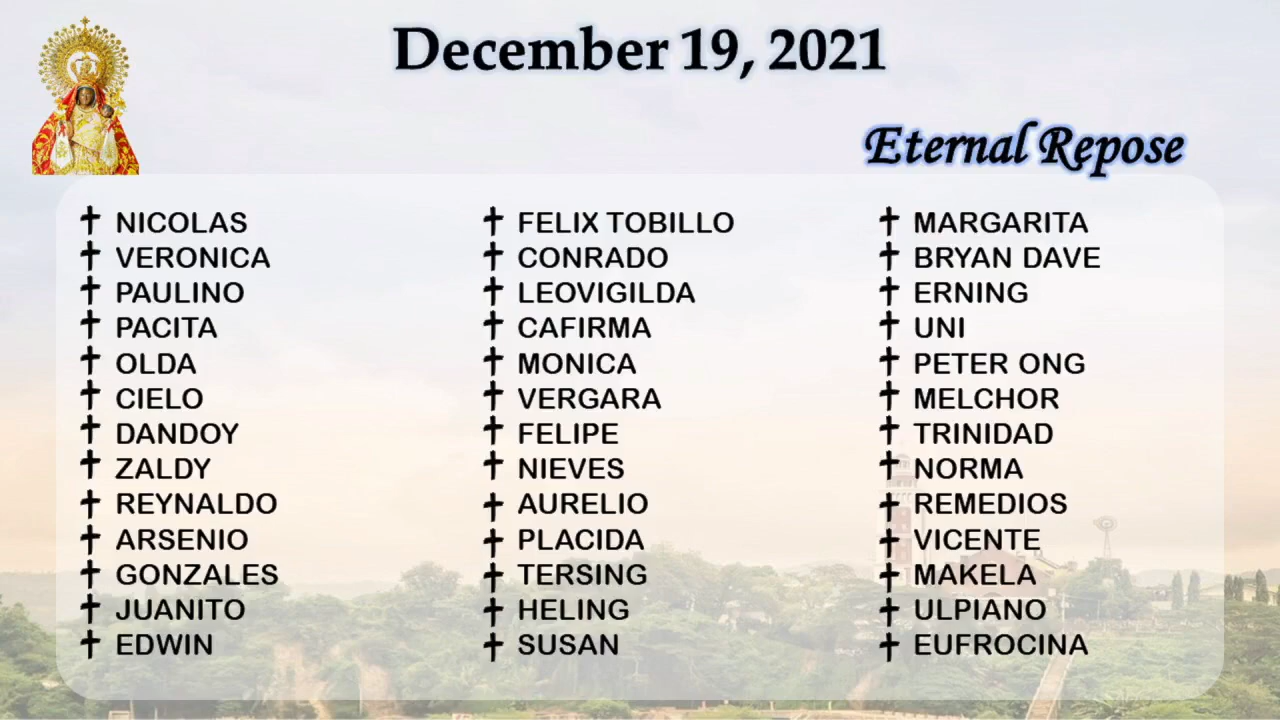 December 19, 2021
Eternal Repose
NICOLAS
VERONICA
PAULINO
PACITA
OLDA
CIELO
DANDOY
ZALDY
REYNALDO
ARSENIO
GONZALES
JUANITO
EDWIN
FELIX TOBILLO
CONRADO
LEOVIGILDA
CAFIRMA
MONICA
VERGARA
FELIPE
NIEVES
AURELIO
PLACIDA
TERSING
HELING
SUSAN
MARGARITA
BRYAN DAVE
ERNING
UNI
PETER ONG
MELCHOR
TRINIDAD
NORMA
REMEDIOS
VICENTE
MAKELA
ULPIANO
EUFROCINA